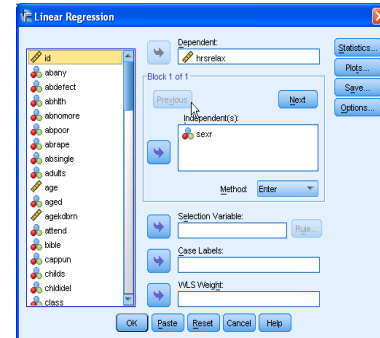 Linear Regression
id
abany
abdefect
abhlth
abnomore
abpoor
abrape
absingle
adults
age
aged
agekdbrn
attend
bible
cappun
childs
chldidel
class
Dependent:
hrsrelax
Block 1 of 1
Previous
Next
Independent(s):
sexr
Method: Enter
Selection Variable:
Rule...
Case Labels:
WLS Weight:
Statistics...
Plots...
Save...
Options...
OK Paste Reset Cancel Help